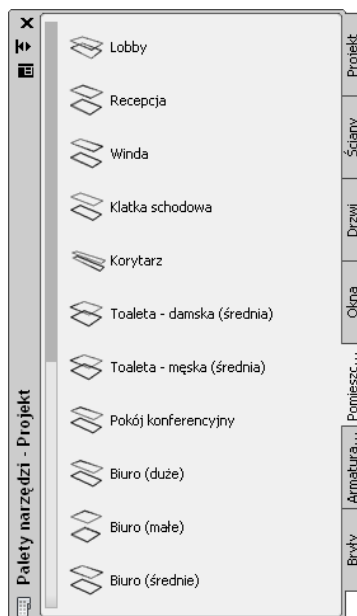 Lobby
Recepcja
Winda
Klatka schodowa
Korytarz
Toaleta - damska (średnia)
Toaleta - męska (średnia)
Pokój konferencyjny
Biuro (duże)
Biuro (małe)
Biuro (średnie)
Projekt
Ściany
Drzwi
Okna
Pomieszc...
Armatura...
Bryły
Palety narzędzi - Projekt